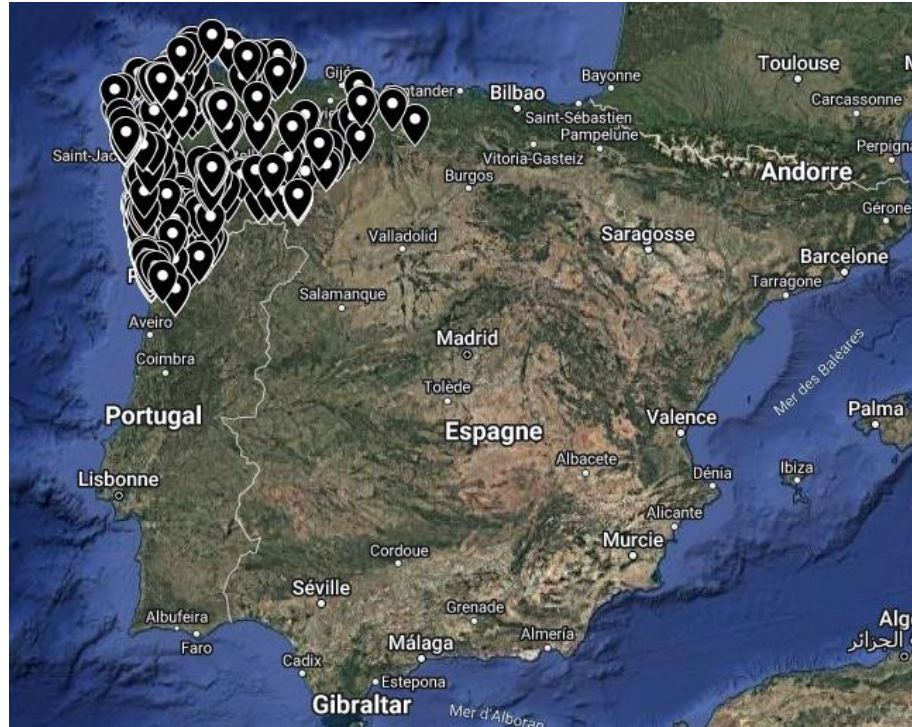 Toulouse
Bayonne
Carcassonne
Bilbao
Saint-Sébastien
Pampelune
Vitoria-Gasteiz
Andorre
Burgos
Gérone
Valladolid
Saragosse
Barcelone
Tarragone
Salamanque
Aveiro
Madrid
Coimbra
Tolède
Mer des Baléares
Portugal
Espagne
Valence
Palma
Albacete
Ibiza
Dénia
Lisbonne
Alicante
Murcie
Cordoue
Séville
Grenade
Albufeira
Faro
Almería
Málaga
Cadix
Estepona
Gibraltar
Mer d'Alboran
الجزائر